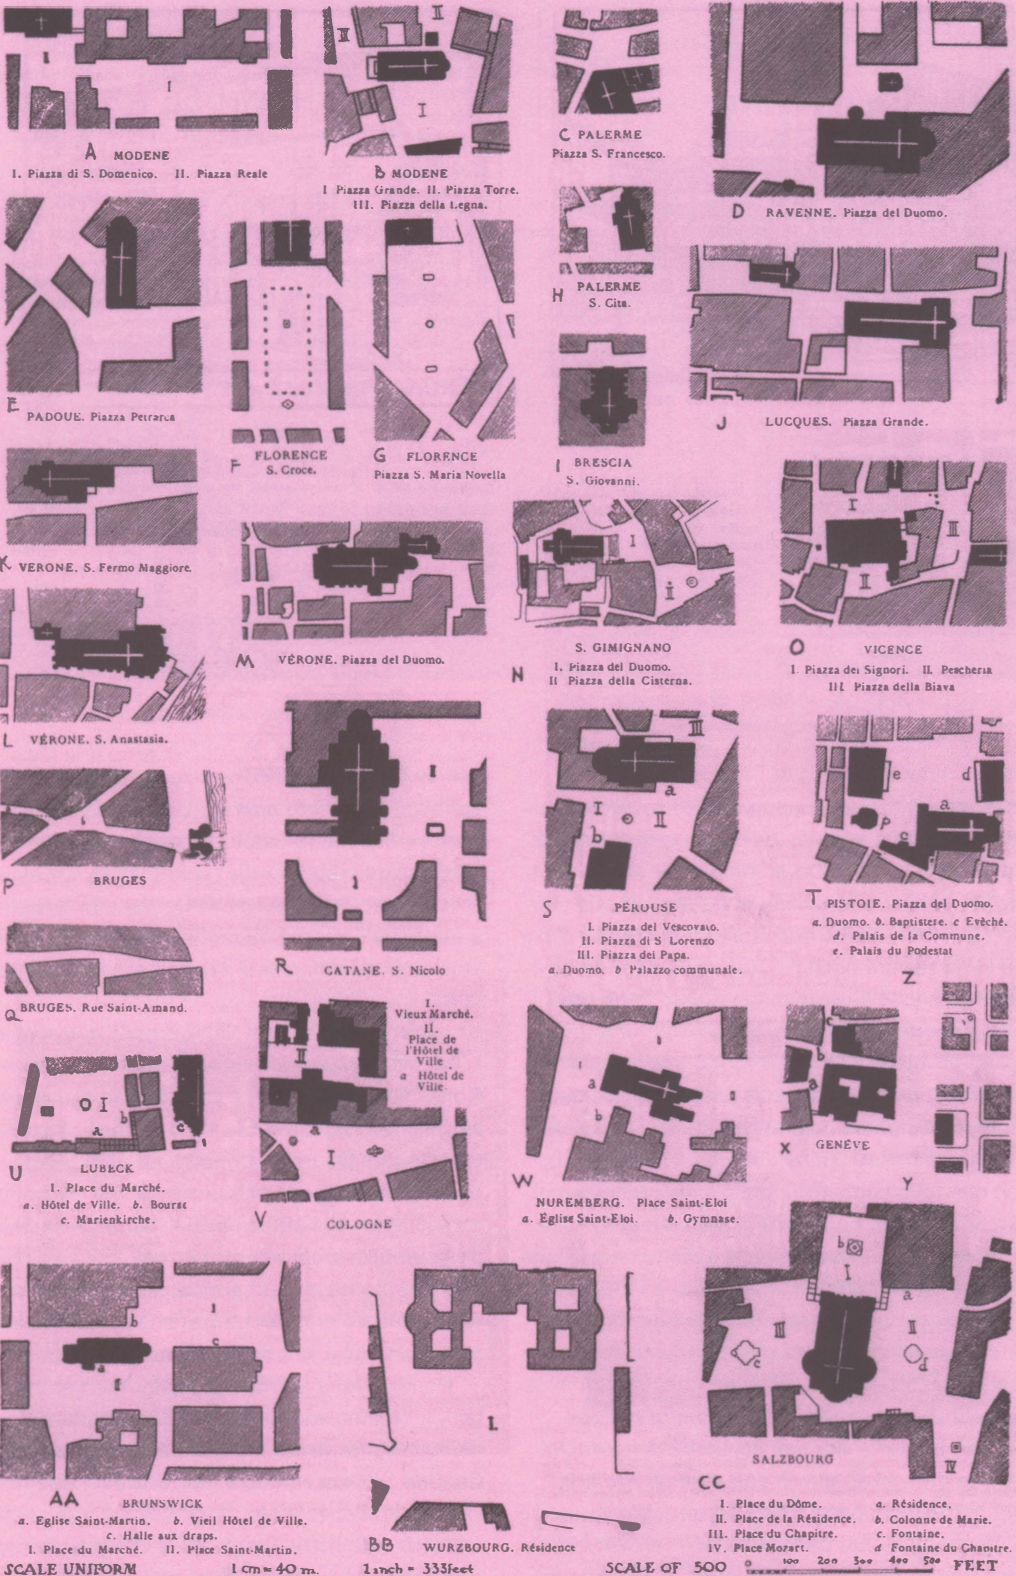 A MODENE
I. Piazza di S. Domenico. II. Piazza Reale
B MODENE
I Piazza Grande. II. Piazza Torre.
III. Piazza della Legna.
C PALERME
Piazza S. Francesco.
D RAVENNE. Piazza del Duomo.
E PADOUE. Piazza Petrarca
F FLORENCE
S. Croce.
G FLORENCE
Piazza S. Maria Novella
H PALERME
S. Cita.
I BRESCIA
S. Giovanni.
J LUCQUES. Piazza Grande.
K VERONE. S. Fermo Maggiore.
L VÉRONE. S. Anastasia.
M VÉRONE. Piazza del Duomo.
N S. GIMIGNANO
I. Piazza del Duomo.
II Piazza della Cisterna.
O VICENCE
I. Piazza dei Signori. II. Pescheria
III. Piazza della Biava
P BRUGES
Q BRUGES. Rue Saint-Amand.
R CATANE. S. Nicolo
S PÉROUSE
I. Piazza del Vescovato.
II. Piazza di S Lorenzo
III. Piazza dei Papa.
a. Duomo. b Palazzo communale.
T PISTOIE. Piazza del Duomo.
a. Duomo. b. Baptistere. c Evêché.
d. Palais de la Commune.
e. Palais du Podestat
U LUBECK
I. Place du Marché.
a. Hôtel de Ville. b. Bourse
c. Marienkirche.
I.
Vieux Marché.
II.
Place de
l'Hôtel de
Ville
a Hôtel de
Ville
V COLOGNE
W NUREMBERG. Place Saint-Eloi
a. Église Saint-Eloi. b. Gymnase.
X GENÉVE
Y
Z
AA BRUNSWICK
a. Eglise Saint-Martin. b. Vieil Hôtel de Ville.
c. Halle aux draps.
I. Place du Marché. II. Place Saint-Martin.
BB WURZBOURG. Résidence
CC SALZBOURG
I. Place du Dôme. a. Résidence.
II. Place de la Résidence. b. Colonne de Marie.
III. Place du Chapitre. c. Fontaine.
IV. Place Mozart. d Fontaine du Chapitre.
SCALE UNIFORM 1 cm = 40 m. 1 inch = 333 feet SCALE OF 500 0 100 200 300 400 500 FEET